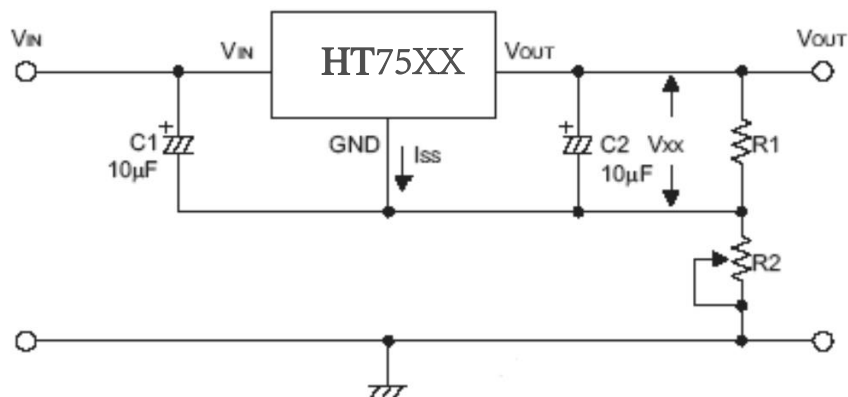 VIN
VIN
HT75XX
VOUT
VOUT
+
C1
10μF
GND
ISS
+
C2
10μF
VXX
R1
R2